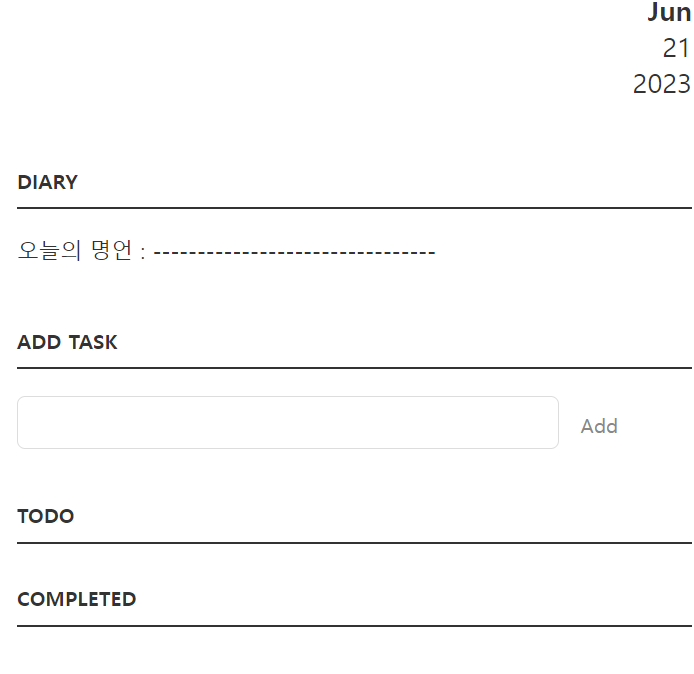 Jun
21
2023
DIARY
오늘의 명언 : --------------------------------
ADD TASK
Add
TODO
COMPLETED